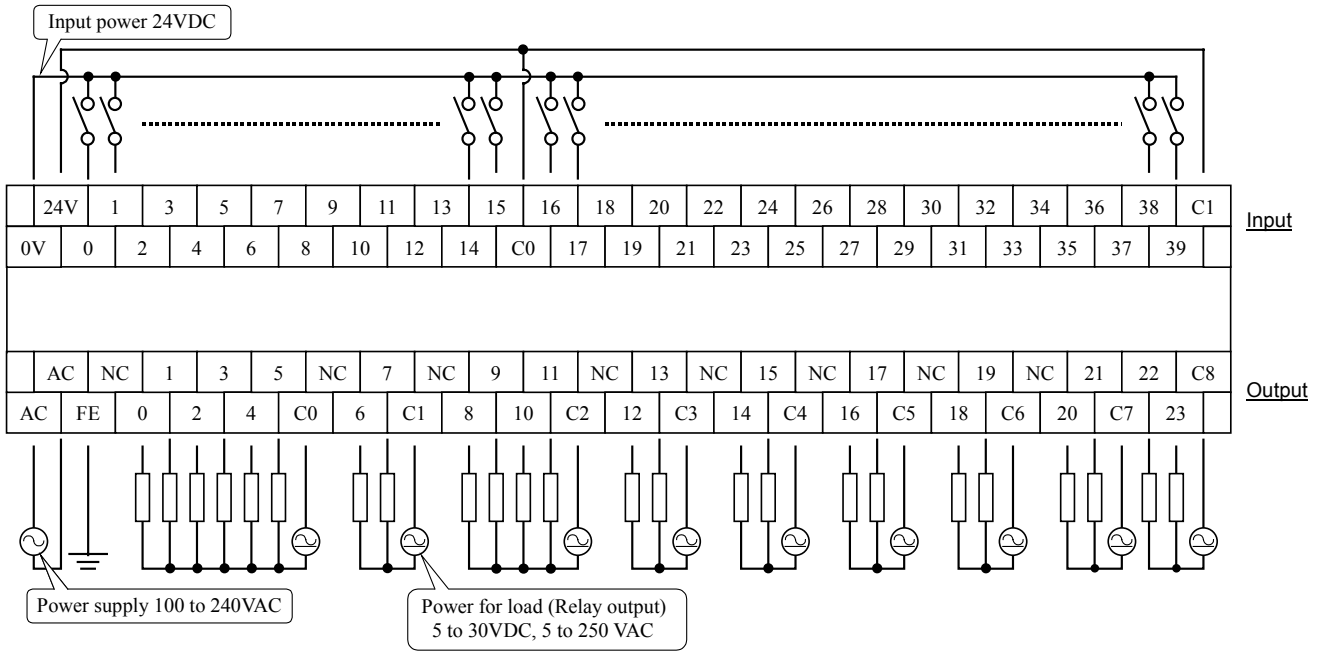 Input power 24VDC
24V 1 3 5 7 9 11 13 15 16 18 20 22 24 26 28 30 32 34 36 38 C1
Input
0V 0 2 4 6 8 10 12 14 C0 17 19 21 23 25 27 29 31 33 35 37 39
AC NC 1 3 5 NC 7 NC 9 11 NC 13 NC 15 NC 17 NC 19 NC 21 22 C8
Output
AC FE 0 2 4 C0 6 C1 8 10 C2 12 C3 14 C4 16 C5 18 C6 20 C7 23
Power supply 100 to 240VAC
Power for load (Relay output)
5 to 30VDC, 5 to 250 VAC